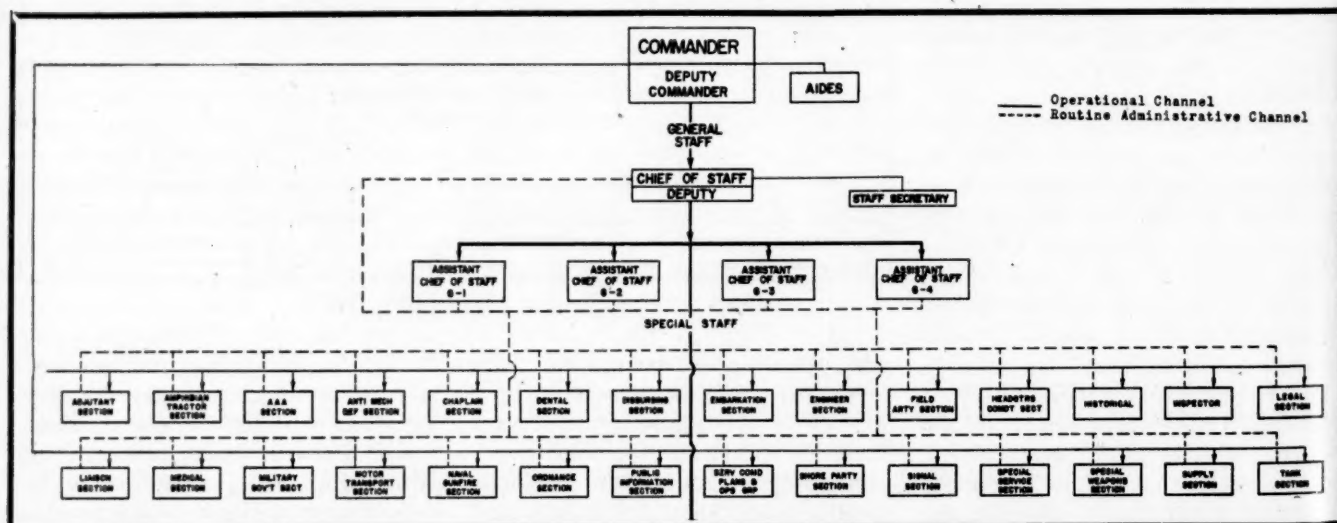 COMMANDER
DEPUTY
COMMANDER
AIDES
Operational Channel
Routine Administrative Channel
GENERAL
STAFF
CHIEF OF STAFF
DEPUTY
STAFF SECRETARY
ASSISTANT
CHIEF OF STAFF
G-1
ASSISTANT
CHIEF OF STAFF
G-2
ASSISTANT
CHIEF OF STAFF
G-3
ASSISTANT
CHIEF OF STAFF
G-4
SPECIAL STAFF
ADJUTANT
SECTION
AMPHIBIAN
TRACTOR
SECTION
AAA
SECTION
ANTI MECH
DEF SECTION
CHAPLAIN
SECTION
DENTAL
SECTION
DISBURSING
SECTION
EMBARKATION
SECTION
ENGINEER
SECTION
FIELD
ARTY SECTION
HEADQTRS
COMDT SECT
HISTORICAL
INSPECTOR
LEGAL
SECTION
LIAISON
SECTION
MEDICAL
SECTION
MILITARY
GOV'T SECT
MOTOR
TRANSPORT
SECTION
NAVAL
GUNFIRE
SECTION
ORDNANCE
SECTION
PUBLIC
INFORMATION
SECTION
SERV COMD
PLANS &
OPS GRP
SHORE PARTY
SECTION
SIGNAL
SECTION
SPECIAL
SERVICE
SECTION
SPECIAL
WEAPONS
SECTION
SUPPLY
SECTION
TANK
SECTION